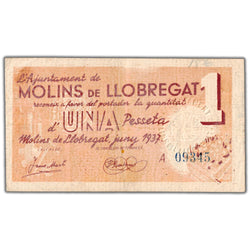 L'Ajuntament de
MOLINS DE LLOBREGAT
reconeix a favor del portador la quantitat
d' UNA Pesseta
Molins de Llobregat, juny 1937.
1
A 09345